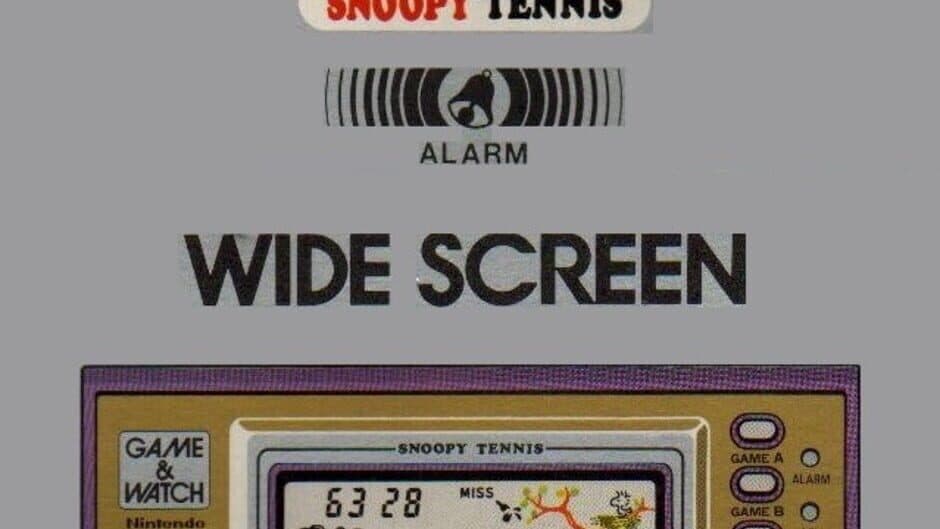 SNOOPY TENNIS
ALARM
WIDE SCREEN
SNOOPY TENNIS
GAME
&
WATCH
Nintendo
63 28
MISS
GAME A
ALARM
GAME B